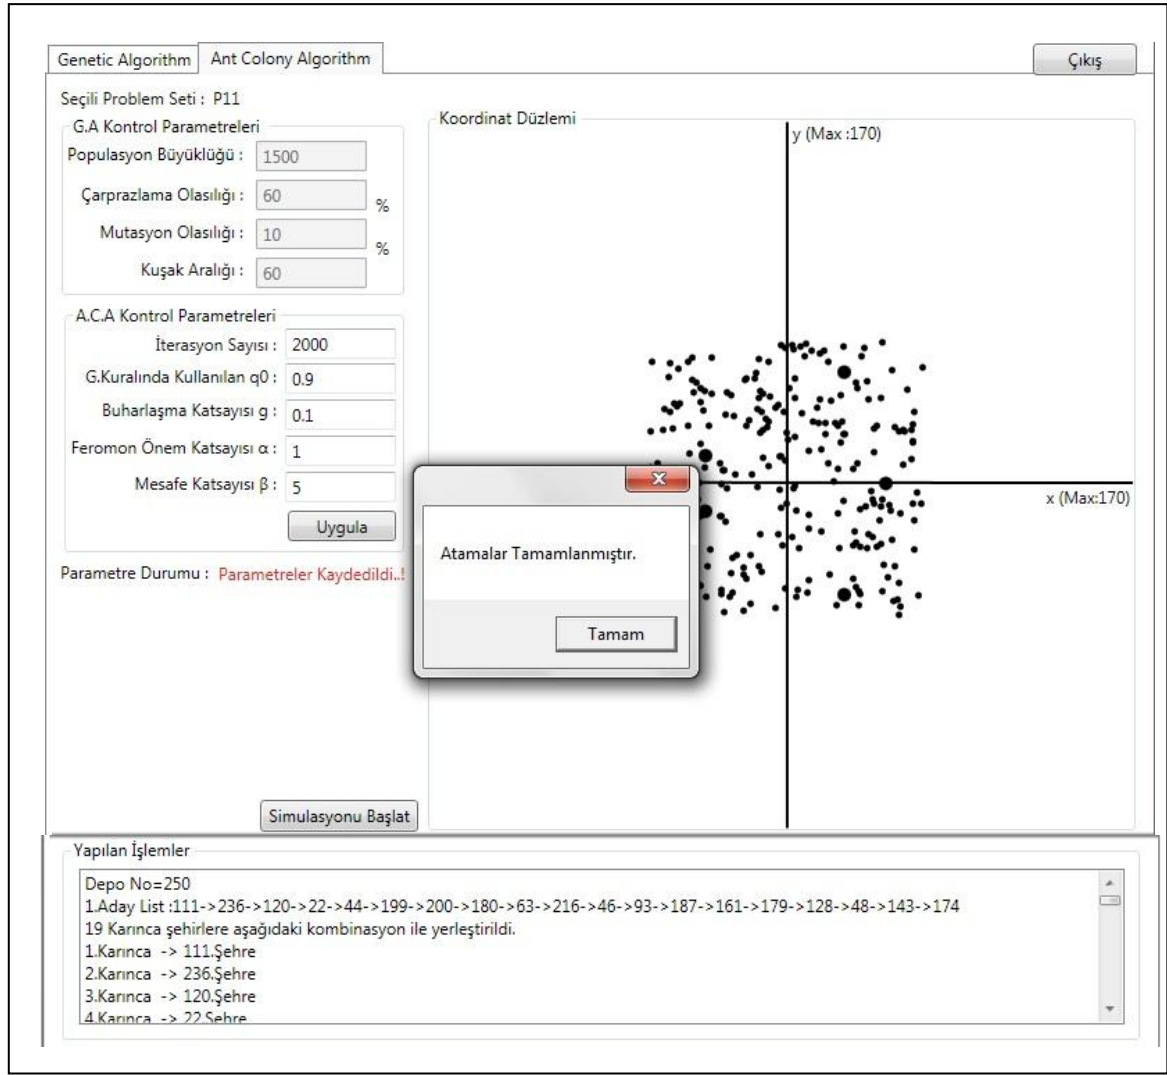 Genetic Algorithm Ant Colony Algorithm Çıkış
Seçili Problem Seti : P11
G.A Kontrol Parametreleri
Populasyon Büyüklüğü : 1500
Çarprazlama Olasılığı : 60 %
Mutasyon Olasılığı : 10 %
Kuşak Aralığı : 60
A.C.A Kontrol Parametreleri
İterasyon Sayısı : 2000
G.Kuralında Kullanılan q0 : 0.9
Buharlaşma Katsayısı g : 0.1
Feromon Önem Katsayısı α : 1
Mesafe Katsayısı β : 5
Uygula
Parametre Durumu : Parametreler Kaydedildi..!
Simulasyonu Başlat
Koordinat Düzlemi
y (Max :170)
x (Max:170)
Atamalar Tamamlanmıştır.
Tamam
Yapılan İşlemler
Depo No=250
1.Aday List :111->236->120->22->44->199->200->180->63->216->46->93->187->161->179->128->48->143->174
19 Karınca şehirlere aşağıdaki kombinasyon ile yerleştirildi.
1.Karınca -> 111.Şehre
2.Karınca -> 236.Şehre
3.Karınca -> 120.Şehre
4.Karınca -> 22.Şehre